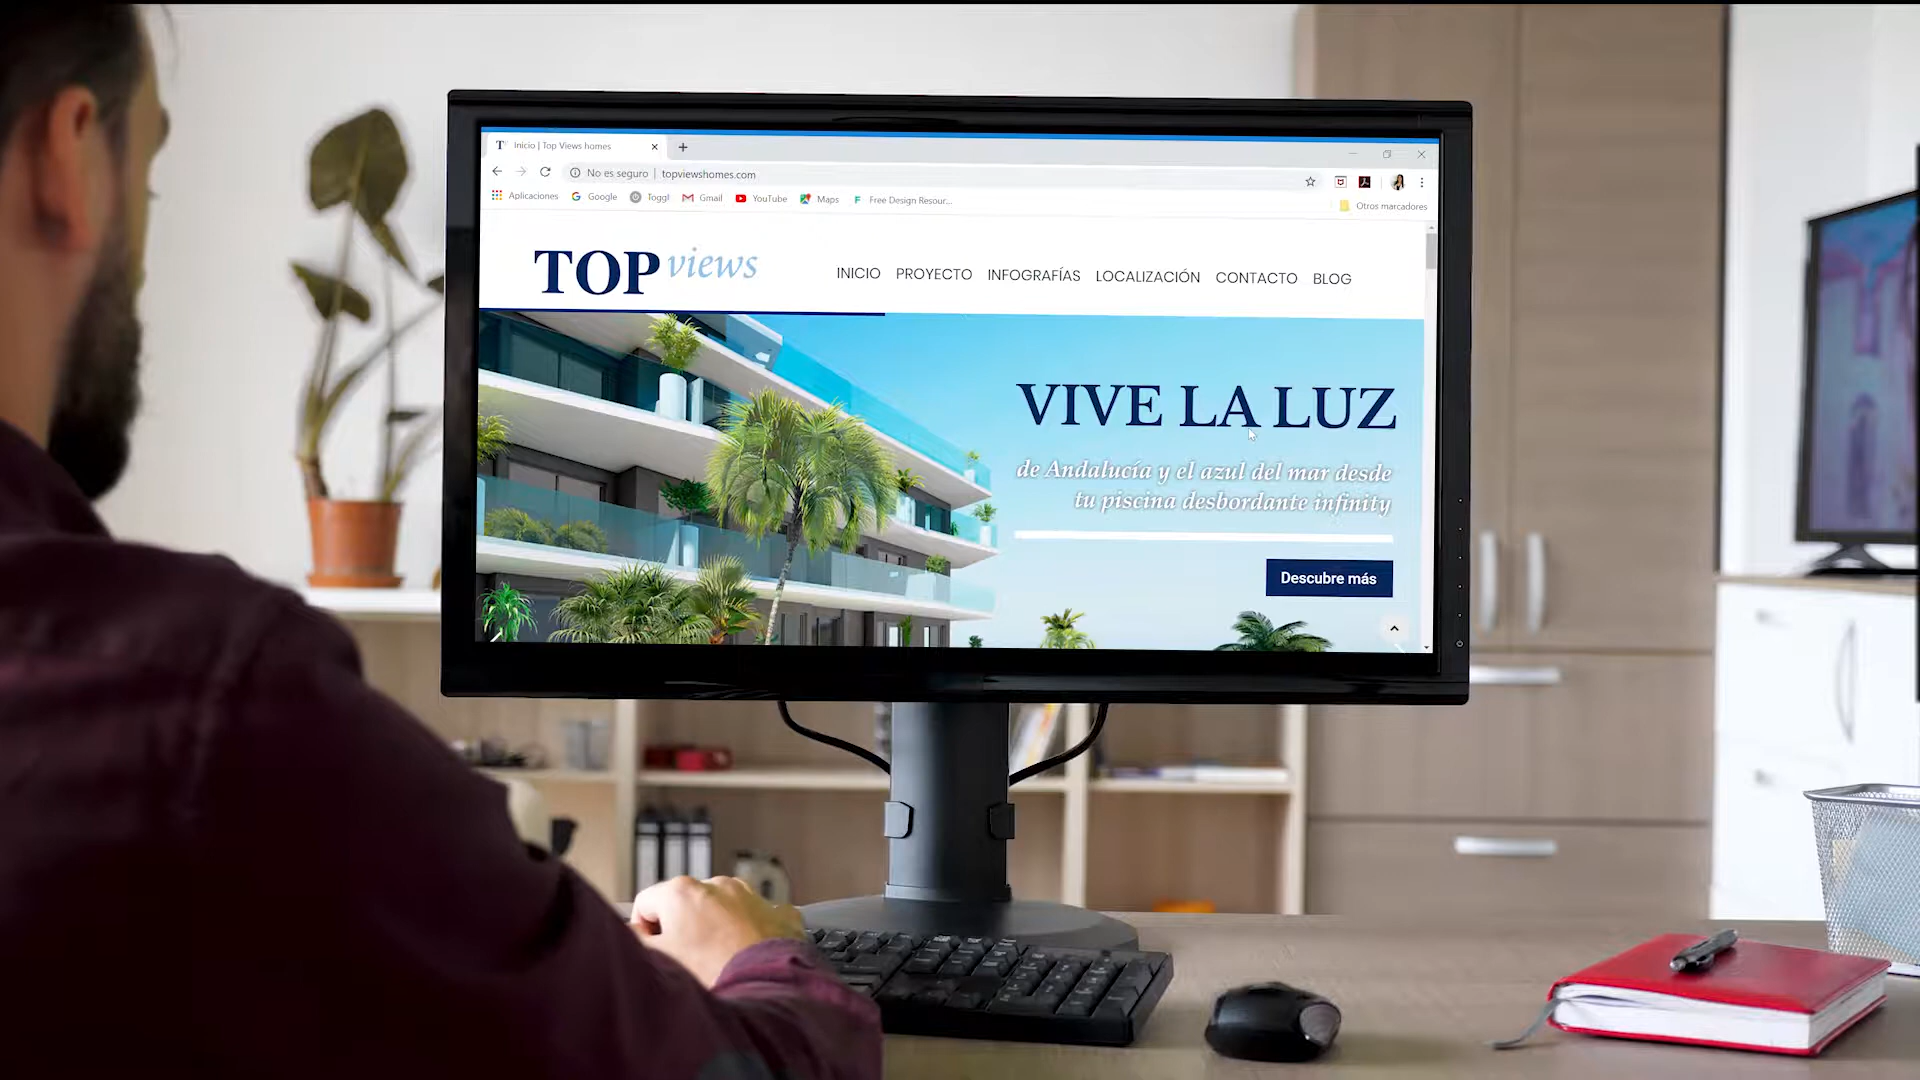 Inicio | Top Views homes
No es seguro | topviewshomes.com
Aplicaciones Google Toggl Gmail YouTube Maps Free Design Resour... Otros marcadores
TOP views
INICIO PROYECTO INFOGRAFÍAS LOCALIZACIÓN CONTACTO BLOG
VIVE LA LUZ
de Andalucía y el azul del mar desde
tu piscina desbordante infinity
Descubre más